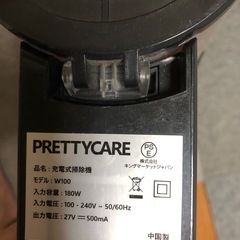 PRETTYCARE
PS
E
株式会社
キングマーケットジャパン
品名：充電式掃除機
モデル：W100
入力容量：180W
入力電圧：100 - 240V ~ 50/60Hz
出力電圧：27V ⎓ 500mA
中国製